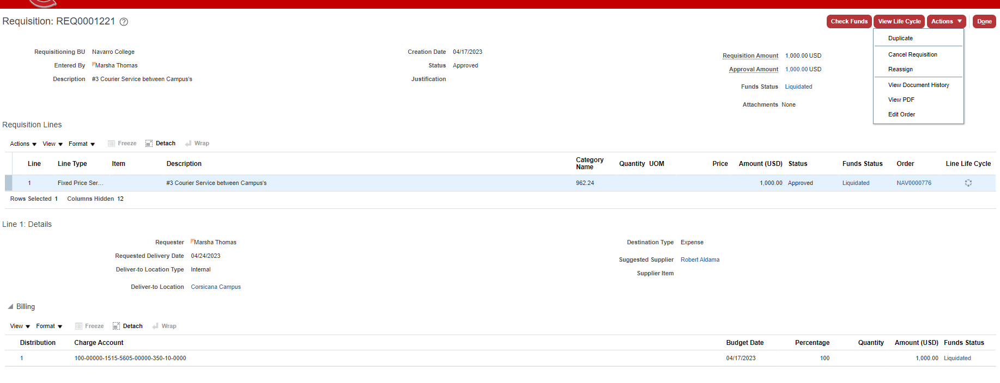 Requisition: REQ0001221 ?
Check Funds View Life Cycle Actions Done
Duplicate
Cancel Requisition
Reassign
View Document History
View PDF
Edit Order
Requisitioning BU Navarro College
Entered By Marsha Thomas
Description #3 Courier Service between Campus's
Creation Date 04/17/2023
Status Approved
Justification
Requisition Amount 1,000.00 USD
Approval Amount 1,000.00 USD
Funds Status Liquidated
Attachments None
Requisition Lines
Actions View Format Freeze Detach Wrap
Line Line Type Item Description Category Name Quantity UOM Price Amount (USD) Status Funds Status Order Line Life Cycle
1 Fixed Price Ser... #3 Courier Service between Campus's 962.24 1,000.00 Approved Liquidated NAV0000776
Rows Selected 1 Columns Hidden 12
Line 1: Details
Requester Marsha Thomas
Requested Delivery Date 04/24/2023
Deliver-to Location Type Internal
Deliver-to Location Corsicana Campus
Destination Type Expense
Suggested Supplier Robert Aldama
Supplier Item
Billing
View Format Freeze Detach Wrap
Distribution Charge Account Budget Date Percentage Quantity Amount (USD) Funds Status
1 100-00000-1515-5605-00000-350-10-0000 04/17/2023 100 1,000.00 Liquidated